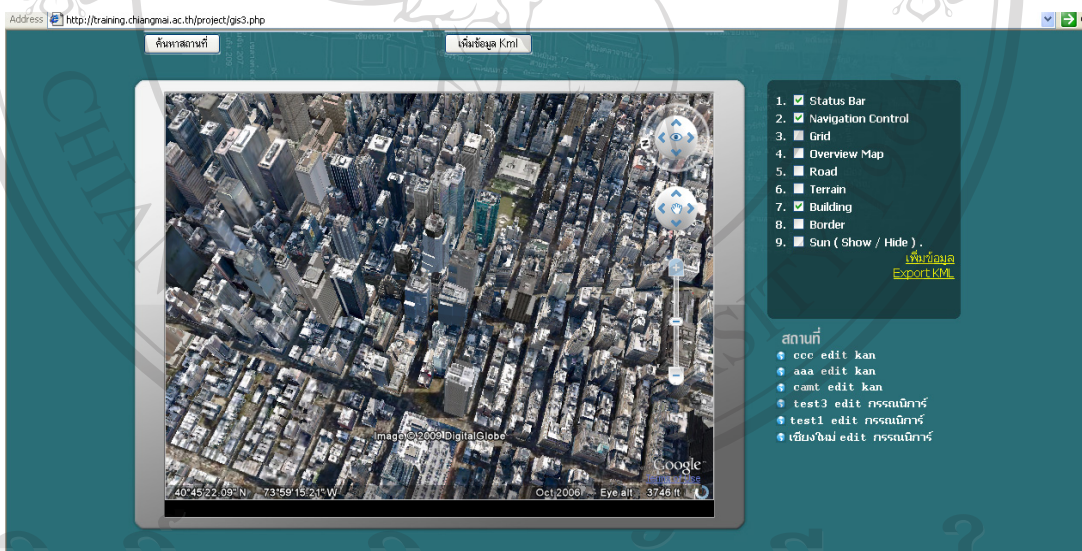 Address http://training.chiangmai.ac.th/project/gis3.php
ค้นหาสถานที่ เพิ่มข้อมูล Kml
1. Status Bar
2. Navigation Control
3. Grid
4. Overview Map
5. Road
6. Terrain
7. Building
8. Border
9. Sun ( Show / Hide ) .
เพิ่มข้อมูล
Export KML
สถานที่
ccc edit kan
aaa edit kan
camt edit kan
test3 edit กรรณนิการ์
test1 edit กรรณนิการ์
เชียงใหม่ edit กรรณนิการ์
N
Image © 2009 DigitalGlobe
Google
40°45'22.09" N 73°59'15.21" W Oct 2006 Eye alt 3746 ft